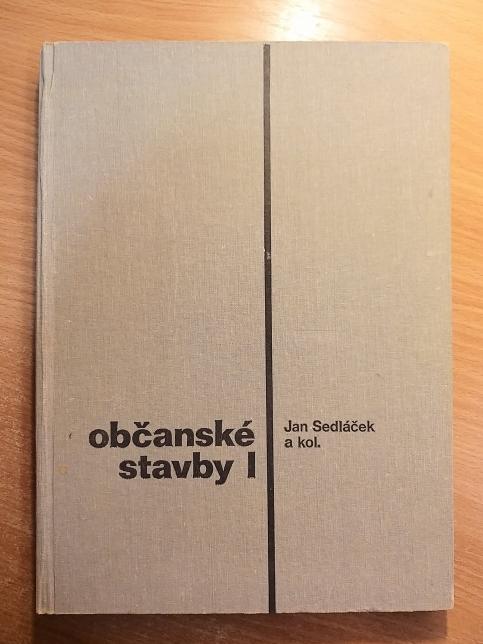 občanské
stavby I
Jan Sedláček
a kol.